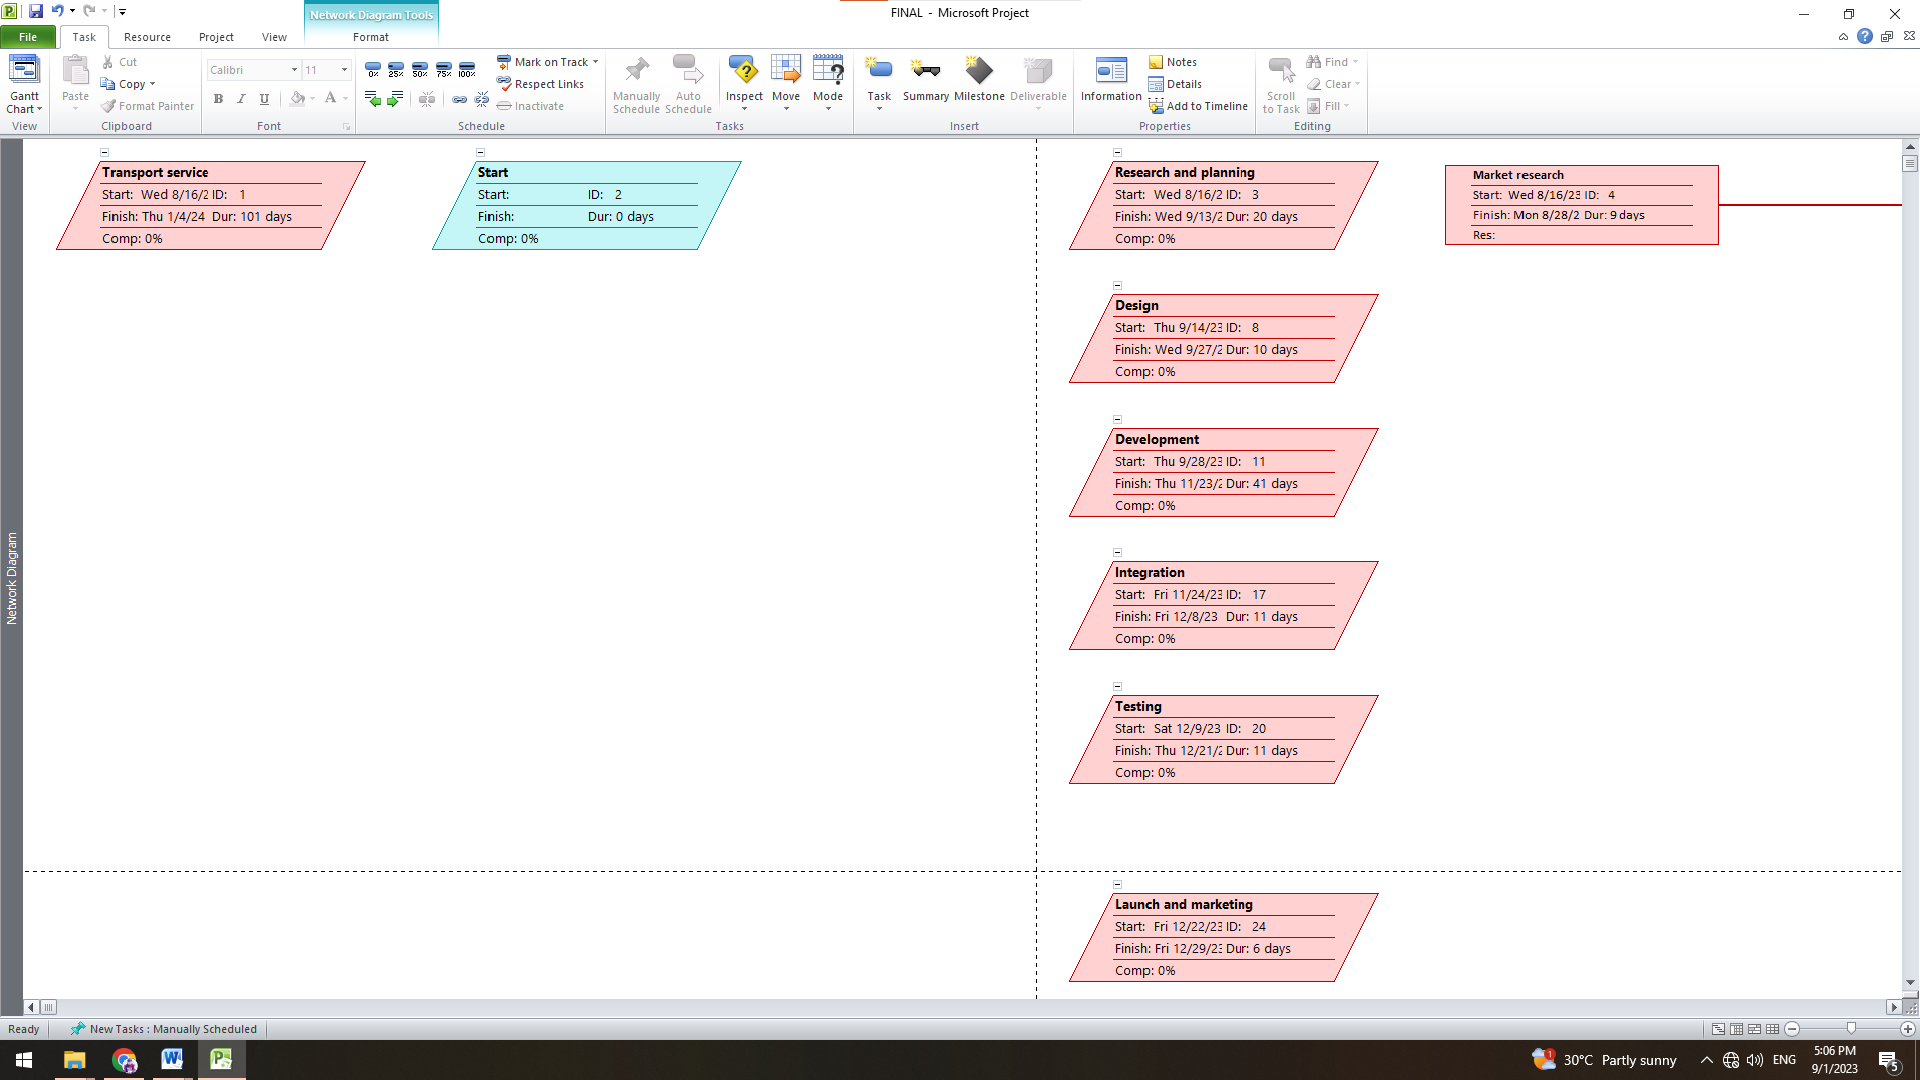 Network Diagram Tools
FINAL - Microsoft Project
File Task Resource Project View Format
Gantt Chart
View
Paste
Cut
Copy
Format Painter
Clipboard
Calibri 11
B I U A
Font
0% 25% 50% 75% 100%
Mark on Track
Respect Links
Inactivate
Schedule
Manually Schedule
Auto Schedule
Inspect Move Mode
Tasks
Task Summary Milestone Deliverable
Insert
Information
Notes
Details
Add to Timeline
Properties
Scroll to Task
Find
Clear
Fill
Editing
Network Diagram
Transport service
Start: Wed 8/16/2 ID: 1
Finish: Thu 1/4/24 Dur: 101 days
Comp: 0%
Start
Start: ID: 2
Finish: Dur: 0 days
Comp: 0%
Research and planning
Start: Wed 8/16/2 ID: 3
Finish: Wed 9/13/2 Dur: 20 days
Comp: 0%
Market research
Start: Wed 8/16/23 ID: 4
Finish: Mon 8/28/2 Dur: 9 days
Res:
Design
Start: Thu 9/14/23 ID: 8
Finish: Wed 9/27/2 Dur: 10 days
Comp: 0%
Development
Start: Thu 9/28/23 ID: 11
Finish: Thu 11/23/2 Dur: 41 days
Comp: 0%
Integration
Start: Fri 11/24/23 ID: 17
Finish: Fri 12/8/23 Dur: 11 days
Comp: 0%
Testing
Start: Sat 12/9/23 ID: 20
Finish: Thu 12/21/2 Dur: 11 days
Comp: 0%
Launch and marketing
Start: Fri 12/22/23 ID: 24
Finish: Fri 12/29/23 Dur: 6 days
Comp: 0%
Ready New Tasks : Manually Scheduled
30°C Partly sunny
ENG
5:06 PM
9/1/2023
5